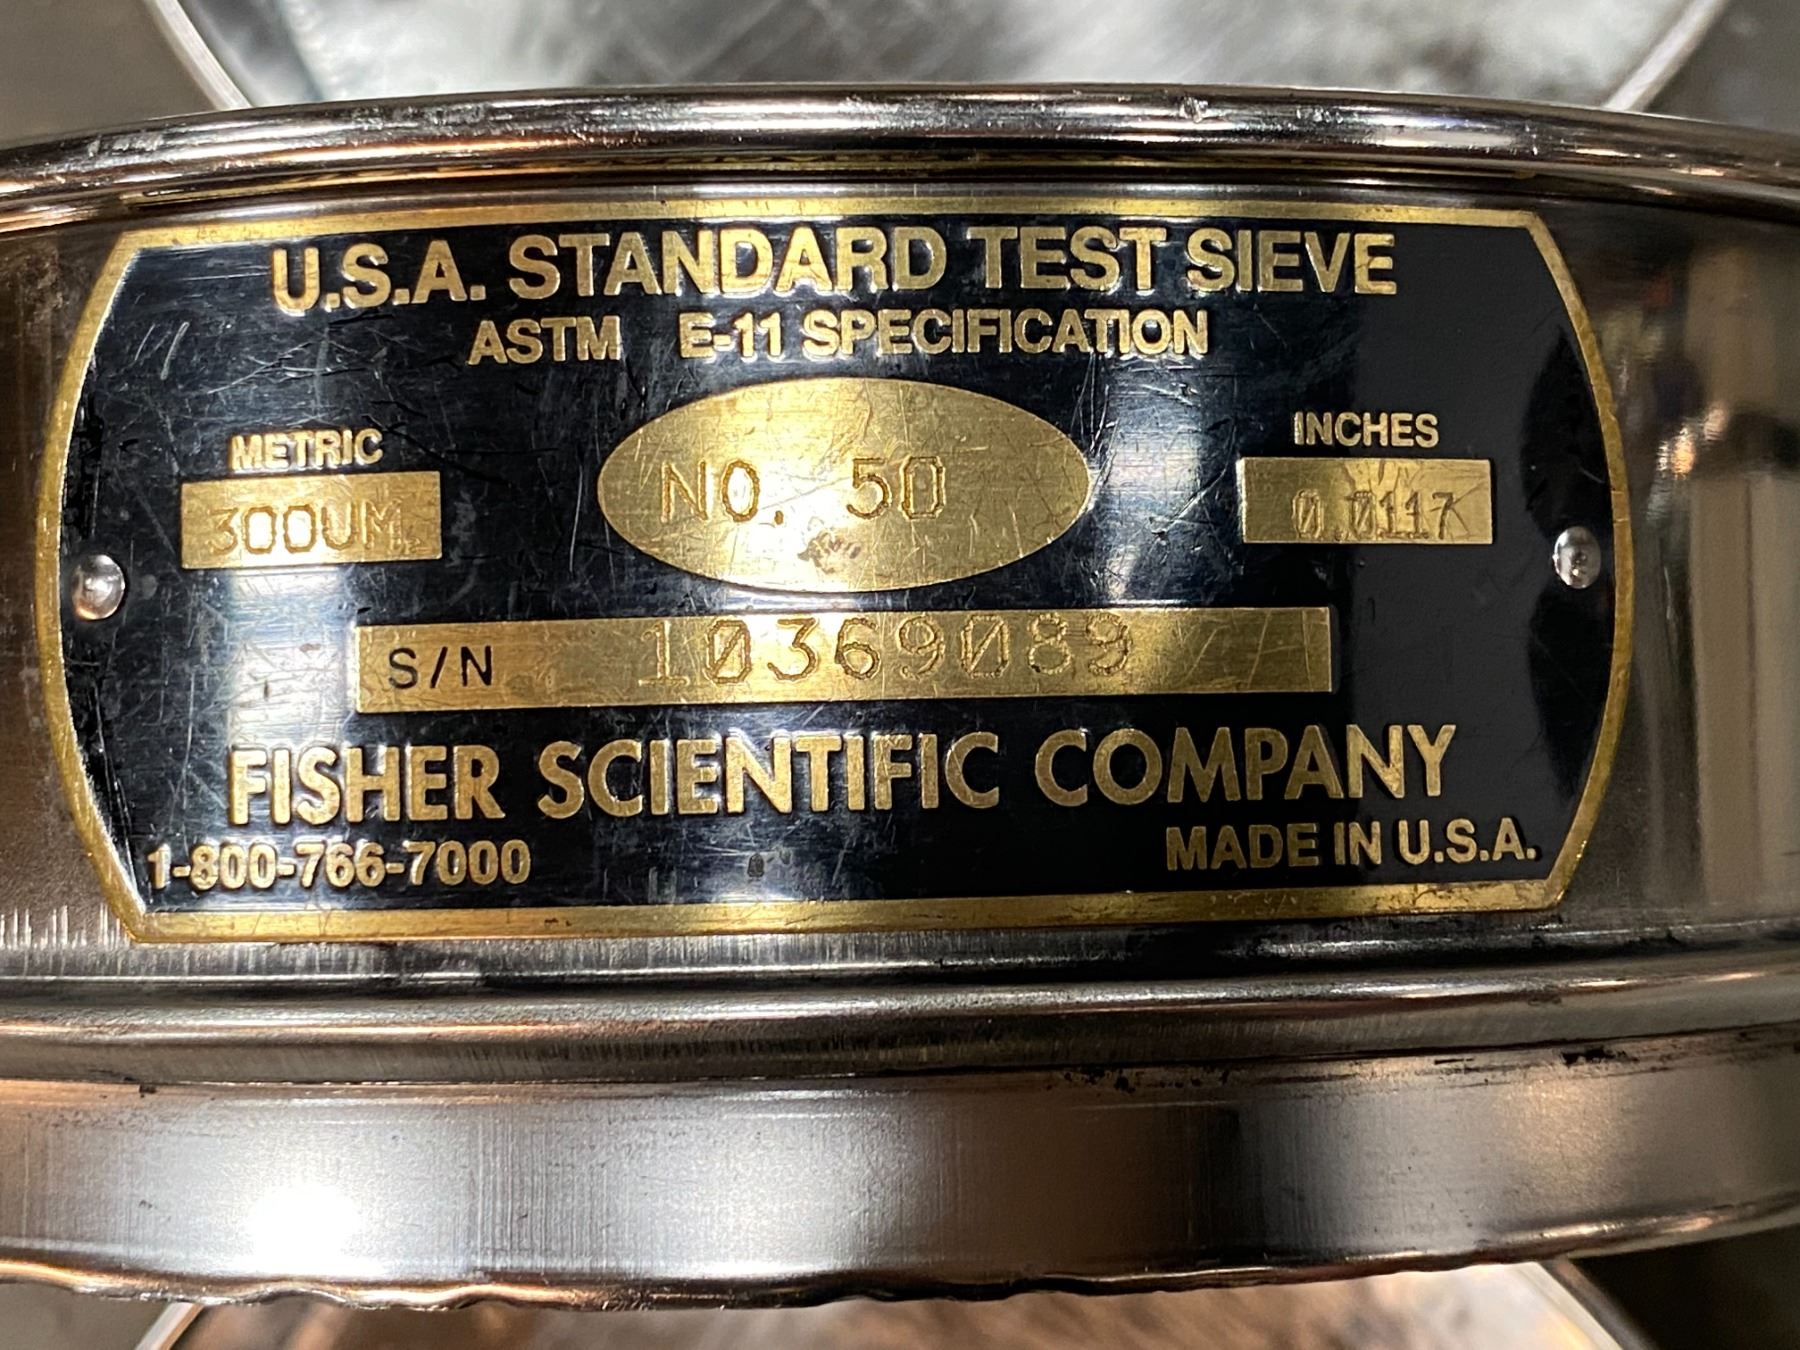 U.S.A. STANDARD TEST SIEVE
ASTM E-11 SPECIFICATION
METRIC
INCHES
300UM
NO. 50
0.0117
S/N 10369089
FISHER SCIENTIFIC COMPANY
1-800-766-7000
MADE IN U.S.A.